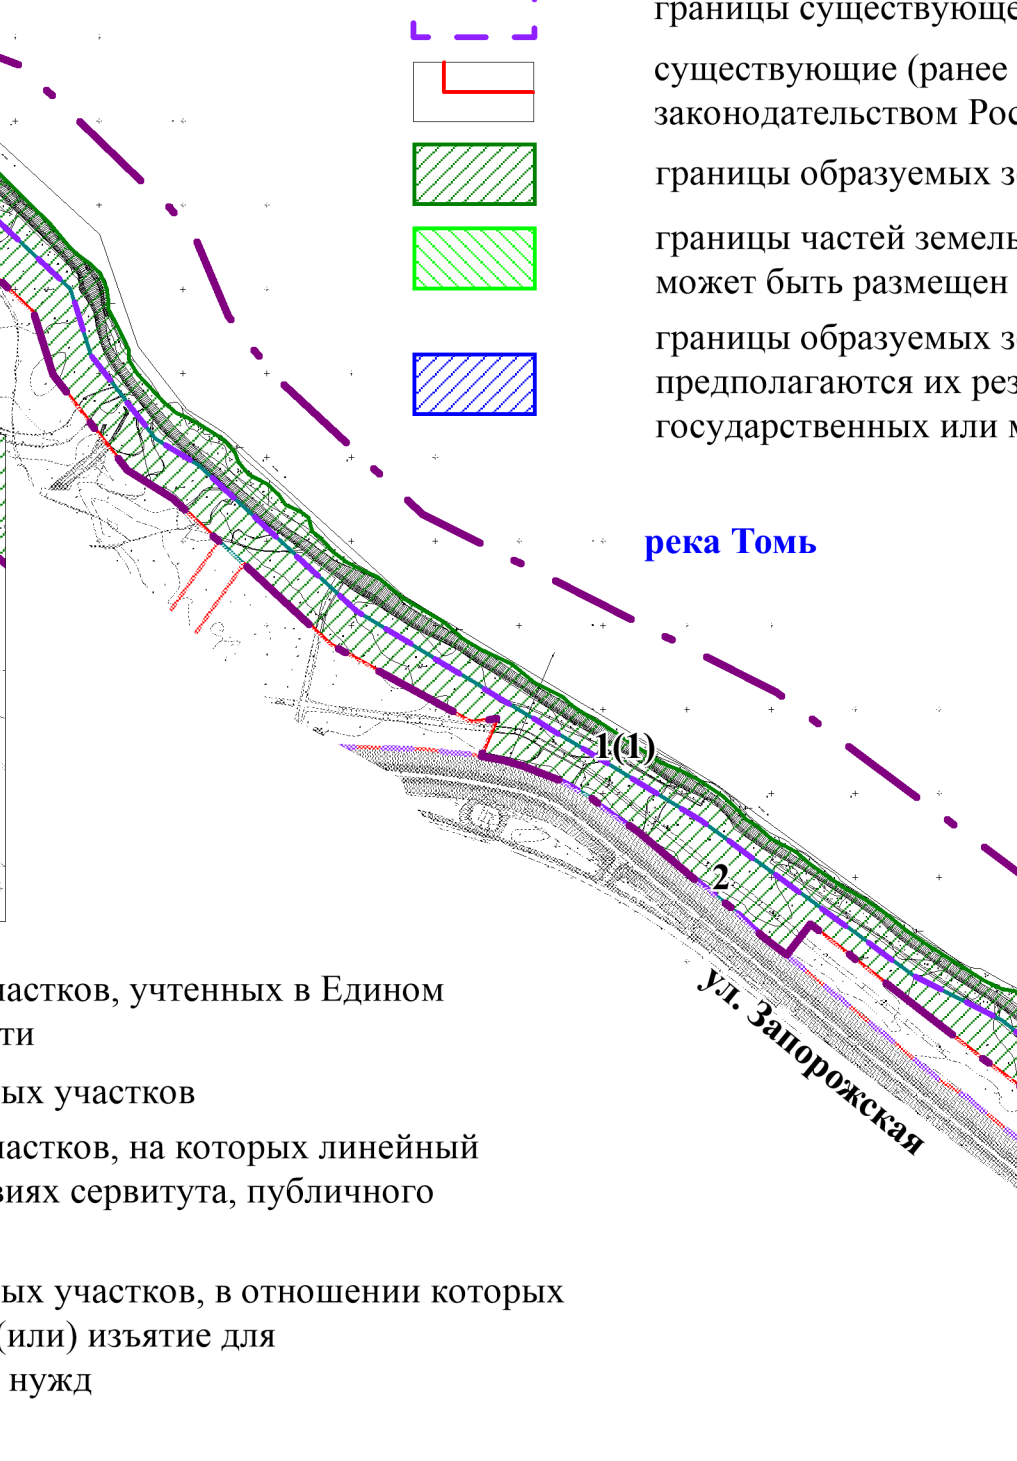 границы существующе
существующие (ранее
законодательством Рос
границы образуемых з
границы частей земель
может быть размещен
границы образуемых з
предполагаются их рез
государственных или м
река Томь
1(1)
2
ул. Запорожская
частков, учтенных в Едином
ти
ых участков
частков, на которых линейный
виях сервитута, публичного
ых участков, в отношении которых
(или) изъятие для
нужд